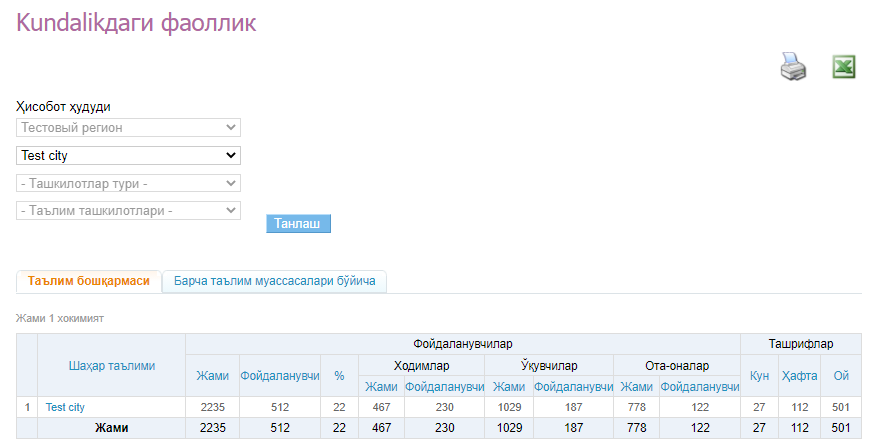 Kundalikдаги фаоллик
Ҳисобот ҳудуди
Тестовый регион
Test city
- Ташкилотлар тури -
- Таълим ташкилотлари -
Танлаш
Таълим бошқармаси Барча таълим муассасалари бўйича
Жами 1 хокимият
Шаҳар таълими Фойдаланувчилар Ташрифлар
Жами Фойдаланувчи % Ходимлар Ўқувчилар Ота-оналар Кун Ҳафта Ой
Жами Фойдаланувчи Жами Фойдаланувчи Жами Фойдаланувчи
1 Test city 2235 512 22 467 230 1029 187 778 122 27 112 501
Жами 2235 512 22 467 230 1029 187 778 122 27 112 501